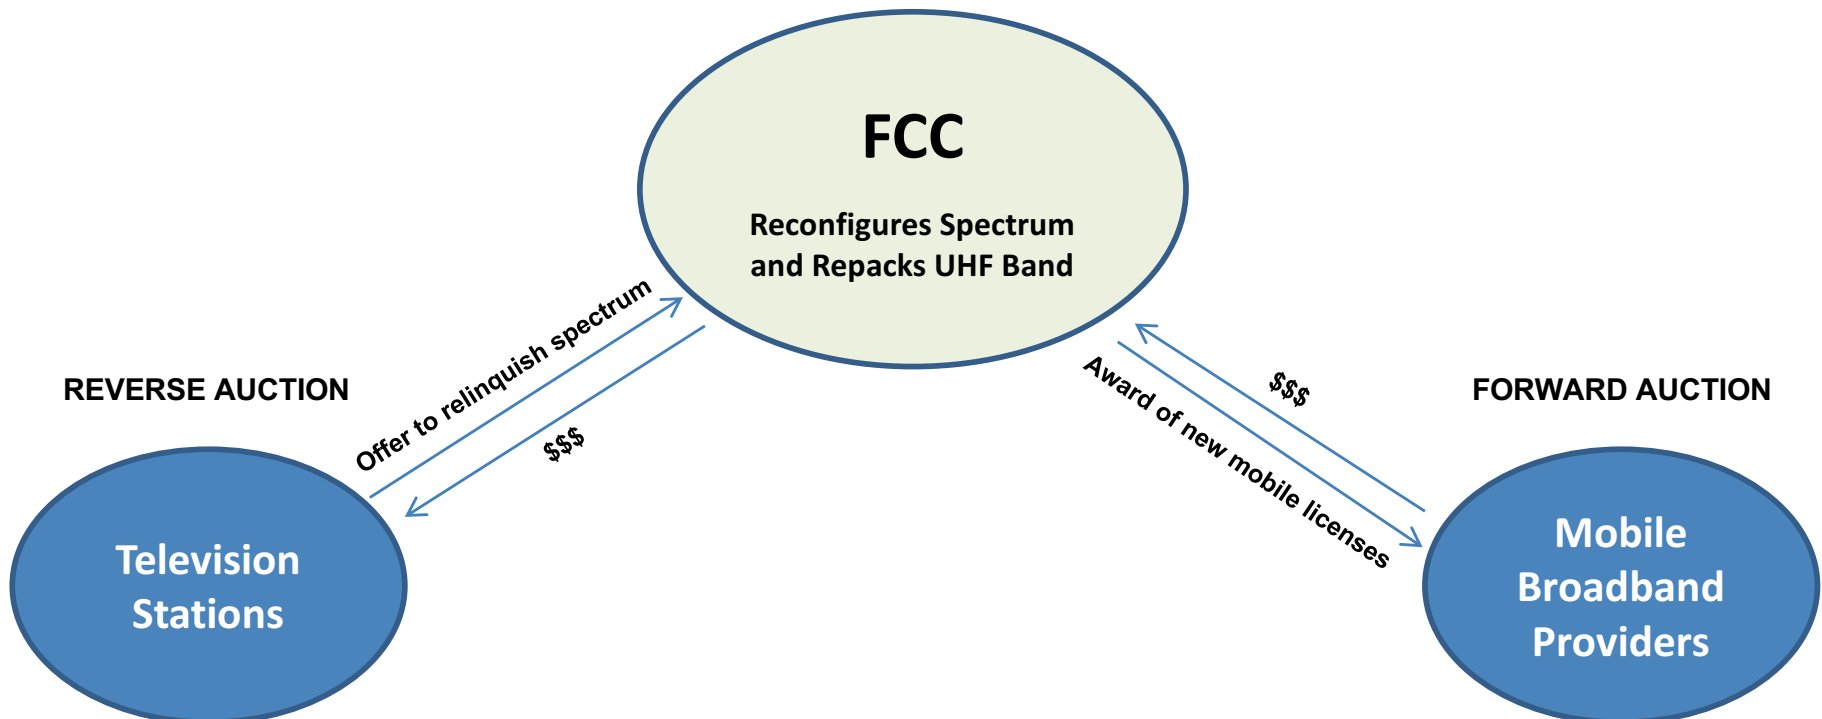 FCC
Reconfigures Spectrum
and Repacks UHF Band
Offer to relinquish spectrum
$$$
REVERSE AUCTION
Television
Stations
$$$
Award of new mobile licenses
FORWARD AUCTION
Mobile
Broadband
Providers